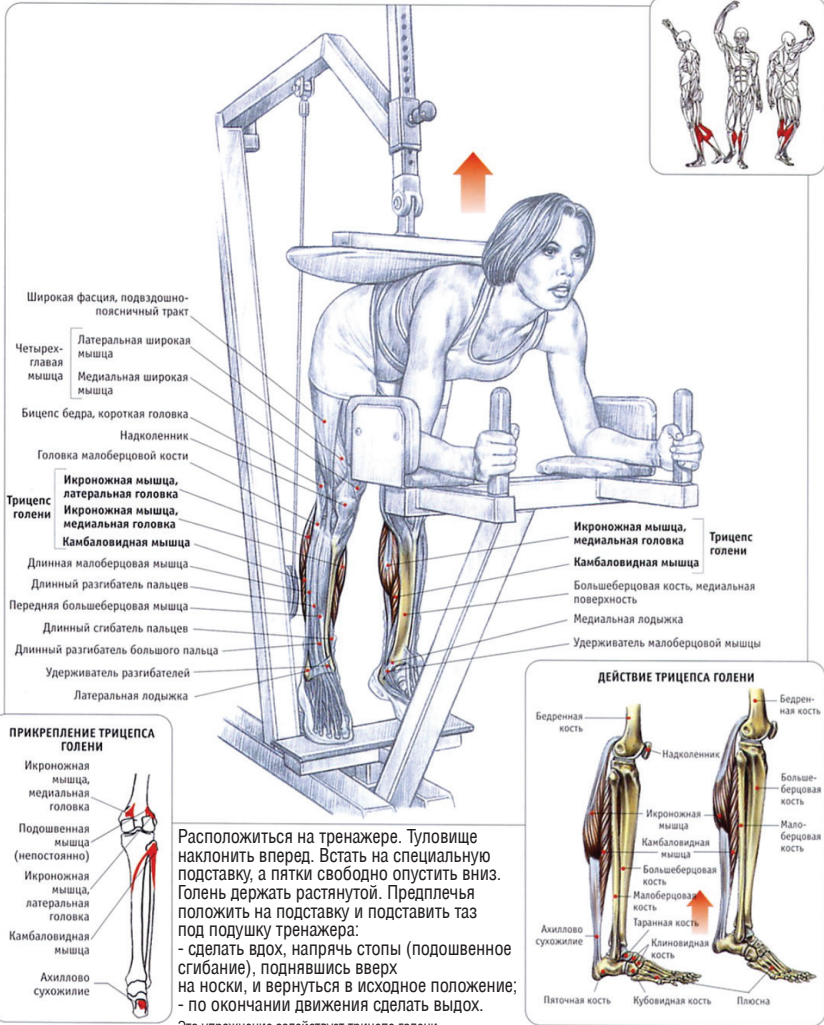 Широкая фасция, подвздошно-
поясничный тракт
Четырех-
главая
мышца
Латеральная широкая
мышца
Медиальная широкая
мышца
Бицепс бедра, короткая головка
Надколенник
Головка малоберцовой кости
Трицепс
голени
Икроножная мышца,
латеральная головка
Икроножная мышца,
медиальная головка
Камбаловидная мышца
Длинная малоберцовая мышца
Длинный разгибатель пальцев
Передняя большеберцовая мышца
Длинный сгибатель пальцев
Длинный разгибатель большого пальца
Удерживатель разгибателей
Латеральная лодыжка
Икроножная мышца,
медиальная головка
Камбаловидная мышца
Трицепс
голени
Большеберцовая кость, медиальная
поверхность
Медиальная лодыжка
Удерживатель малоберцовой мышцы
ПРИКРЕПЛЕНИЕ ТРИЦЕПСА
ГОЛЕНИ
Икроножная
мышца,
медиальная
головка
Подошвенная
мышца
(непостоянно)
Икроножная
мышца,
латеральная
головка
Камбаловидная
мышца
Ахиллово
сухожилие
Расположиться на тренажере. Туловище
наклонить вперед. Встать на специальную
подставку, а пятки свободно опустить вниз.
Голень держать растянутой. Предплечья
положить на подставку и подставить таз
под подушку тренажера:
- сделать вдох, напрячь стопы (подошвенное
сгибание), поднявшись вверх
на носки, и вернуться в исходное положение;
- по окончании движения сделать выдох.
Это упражнение задействует трицепс голени
ДЕЙСТВИЕ ТРИЦЕПСА ГОЛЕНИ
Бедренная
кость
Надколенник
Бедрен-
ная кость
Больше-
берцовая
кость
Икроножная
мышца
Мало-
берцовая
кость
Камбаловидная
мышца
Большеберцовая
кость
Малоберцовая
кость
Таранная кость
Клиновидная
кость
Ахиллово
сухожилие
Пяточная кость
Кубовидная кость
Плюсна